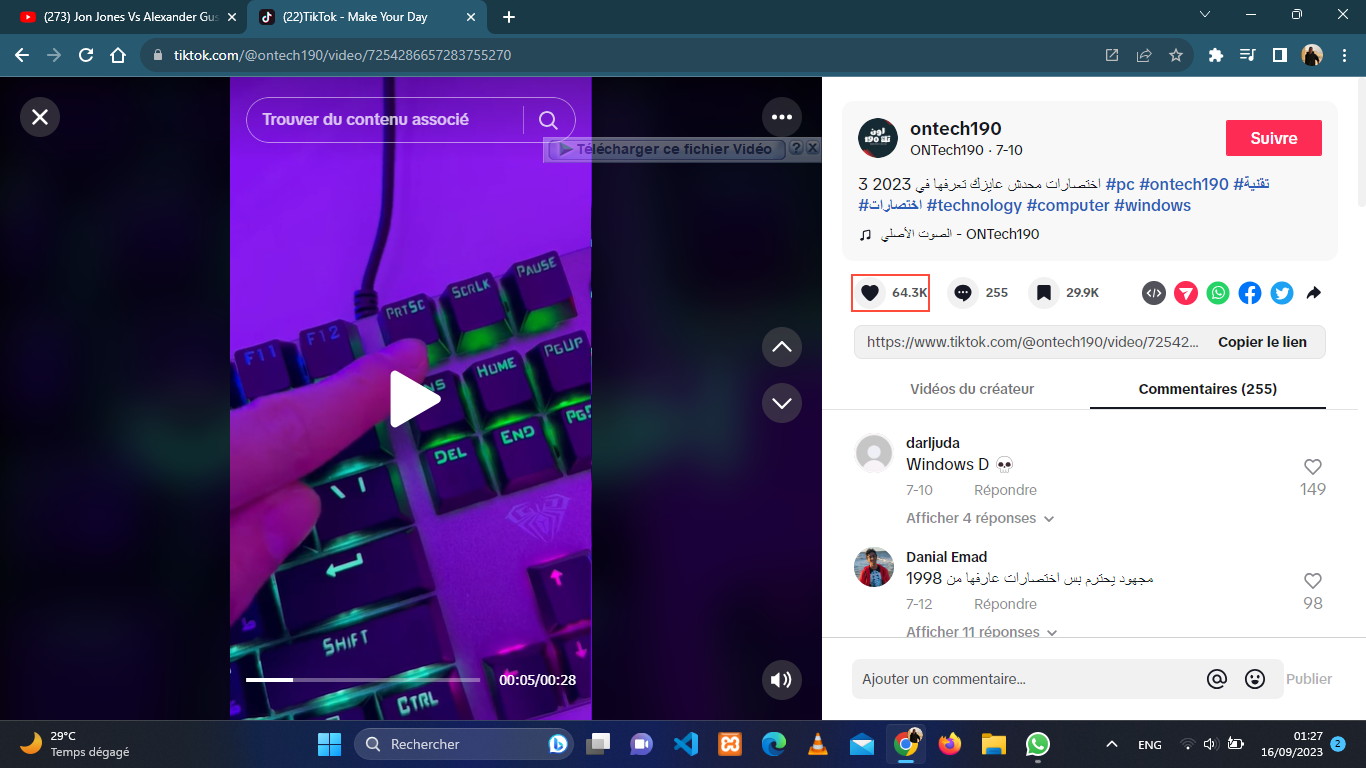 (273) Jon Jones Vs Alexander Gus
(22)TikTok - Make Your Day
tiktok.com/@ontech190/video/7254286657283755270
Trouver du contenu associé
Télécharger ce fichier Vidéo
?
F11
F12
PRTSC
SCRLK
PAUSE
INS
HOME
PGUP
DEL
END
\ |
SHIFT
CTRL
00:05/00:28
ontech190
ONTech190 · 7-10
Suivre
3 اختصارات محدش عايزك تعرفها في 2023 #pc #ontech190 #تقنية
#اختصارات #technology #computer #windows
الصوت الأصلي - ONTech190
64.3K
255
29.9K
https://www.tiktok.com/@ontech190/video/72542...
Copier le lien
Vidéos du créateur
Commentaires (255)
darljuda
Windows D 💀
7-10 Répondre
149
Afficher 4 réponses
Danial Emad
مجهود يحترم بس اختصارات عارفها من 1998
7-12 Répondre
98
Afficher 11 réponses
Ajouter un commentaire...
Publier
29°C
Temps dégagé
Rechercher
ENG
01:27
16/09/2023
2